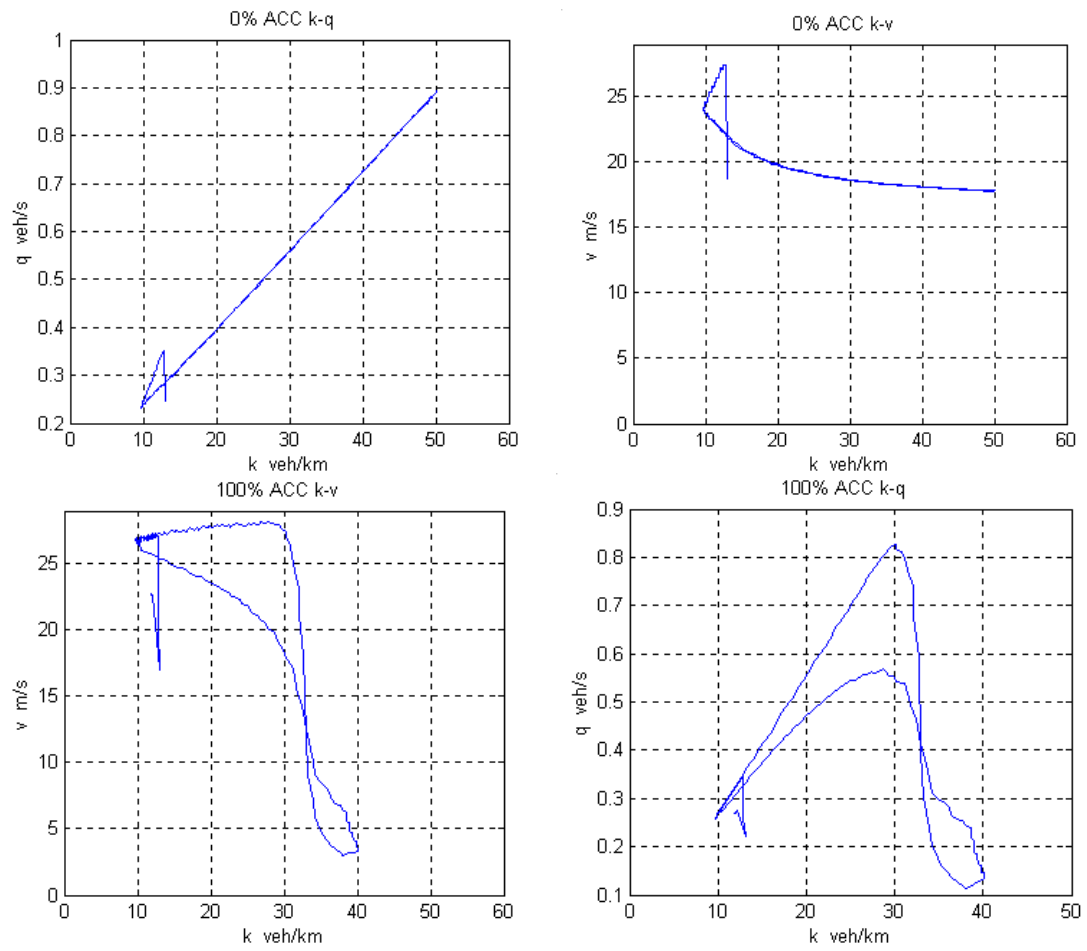 0% ACC k-q
1
0.9
0.8
0.7
0.6
0.5
0.4
0.3
0.2
q veh/s
0 10 20 30 40 50 60
k veh/km
0% ACC k-v
25
20
15
10
5
0
v m/s
0 10 20 30 40 50 60
k veh/km
100% ACC k-v
25
20
15
10
5
0
v m/s
0 10 20 30 40 50 60
k veh/km
100% ACC k-q
0.9
0.8
0.7
0.6
0.5
0.4
0.3
0.2
0.1
q veh/s
0 10 20 30 40 50
k veh/km